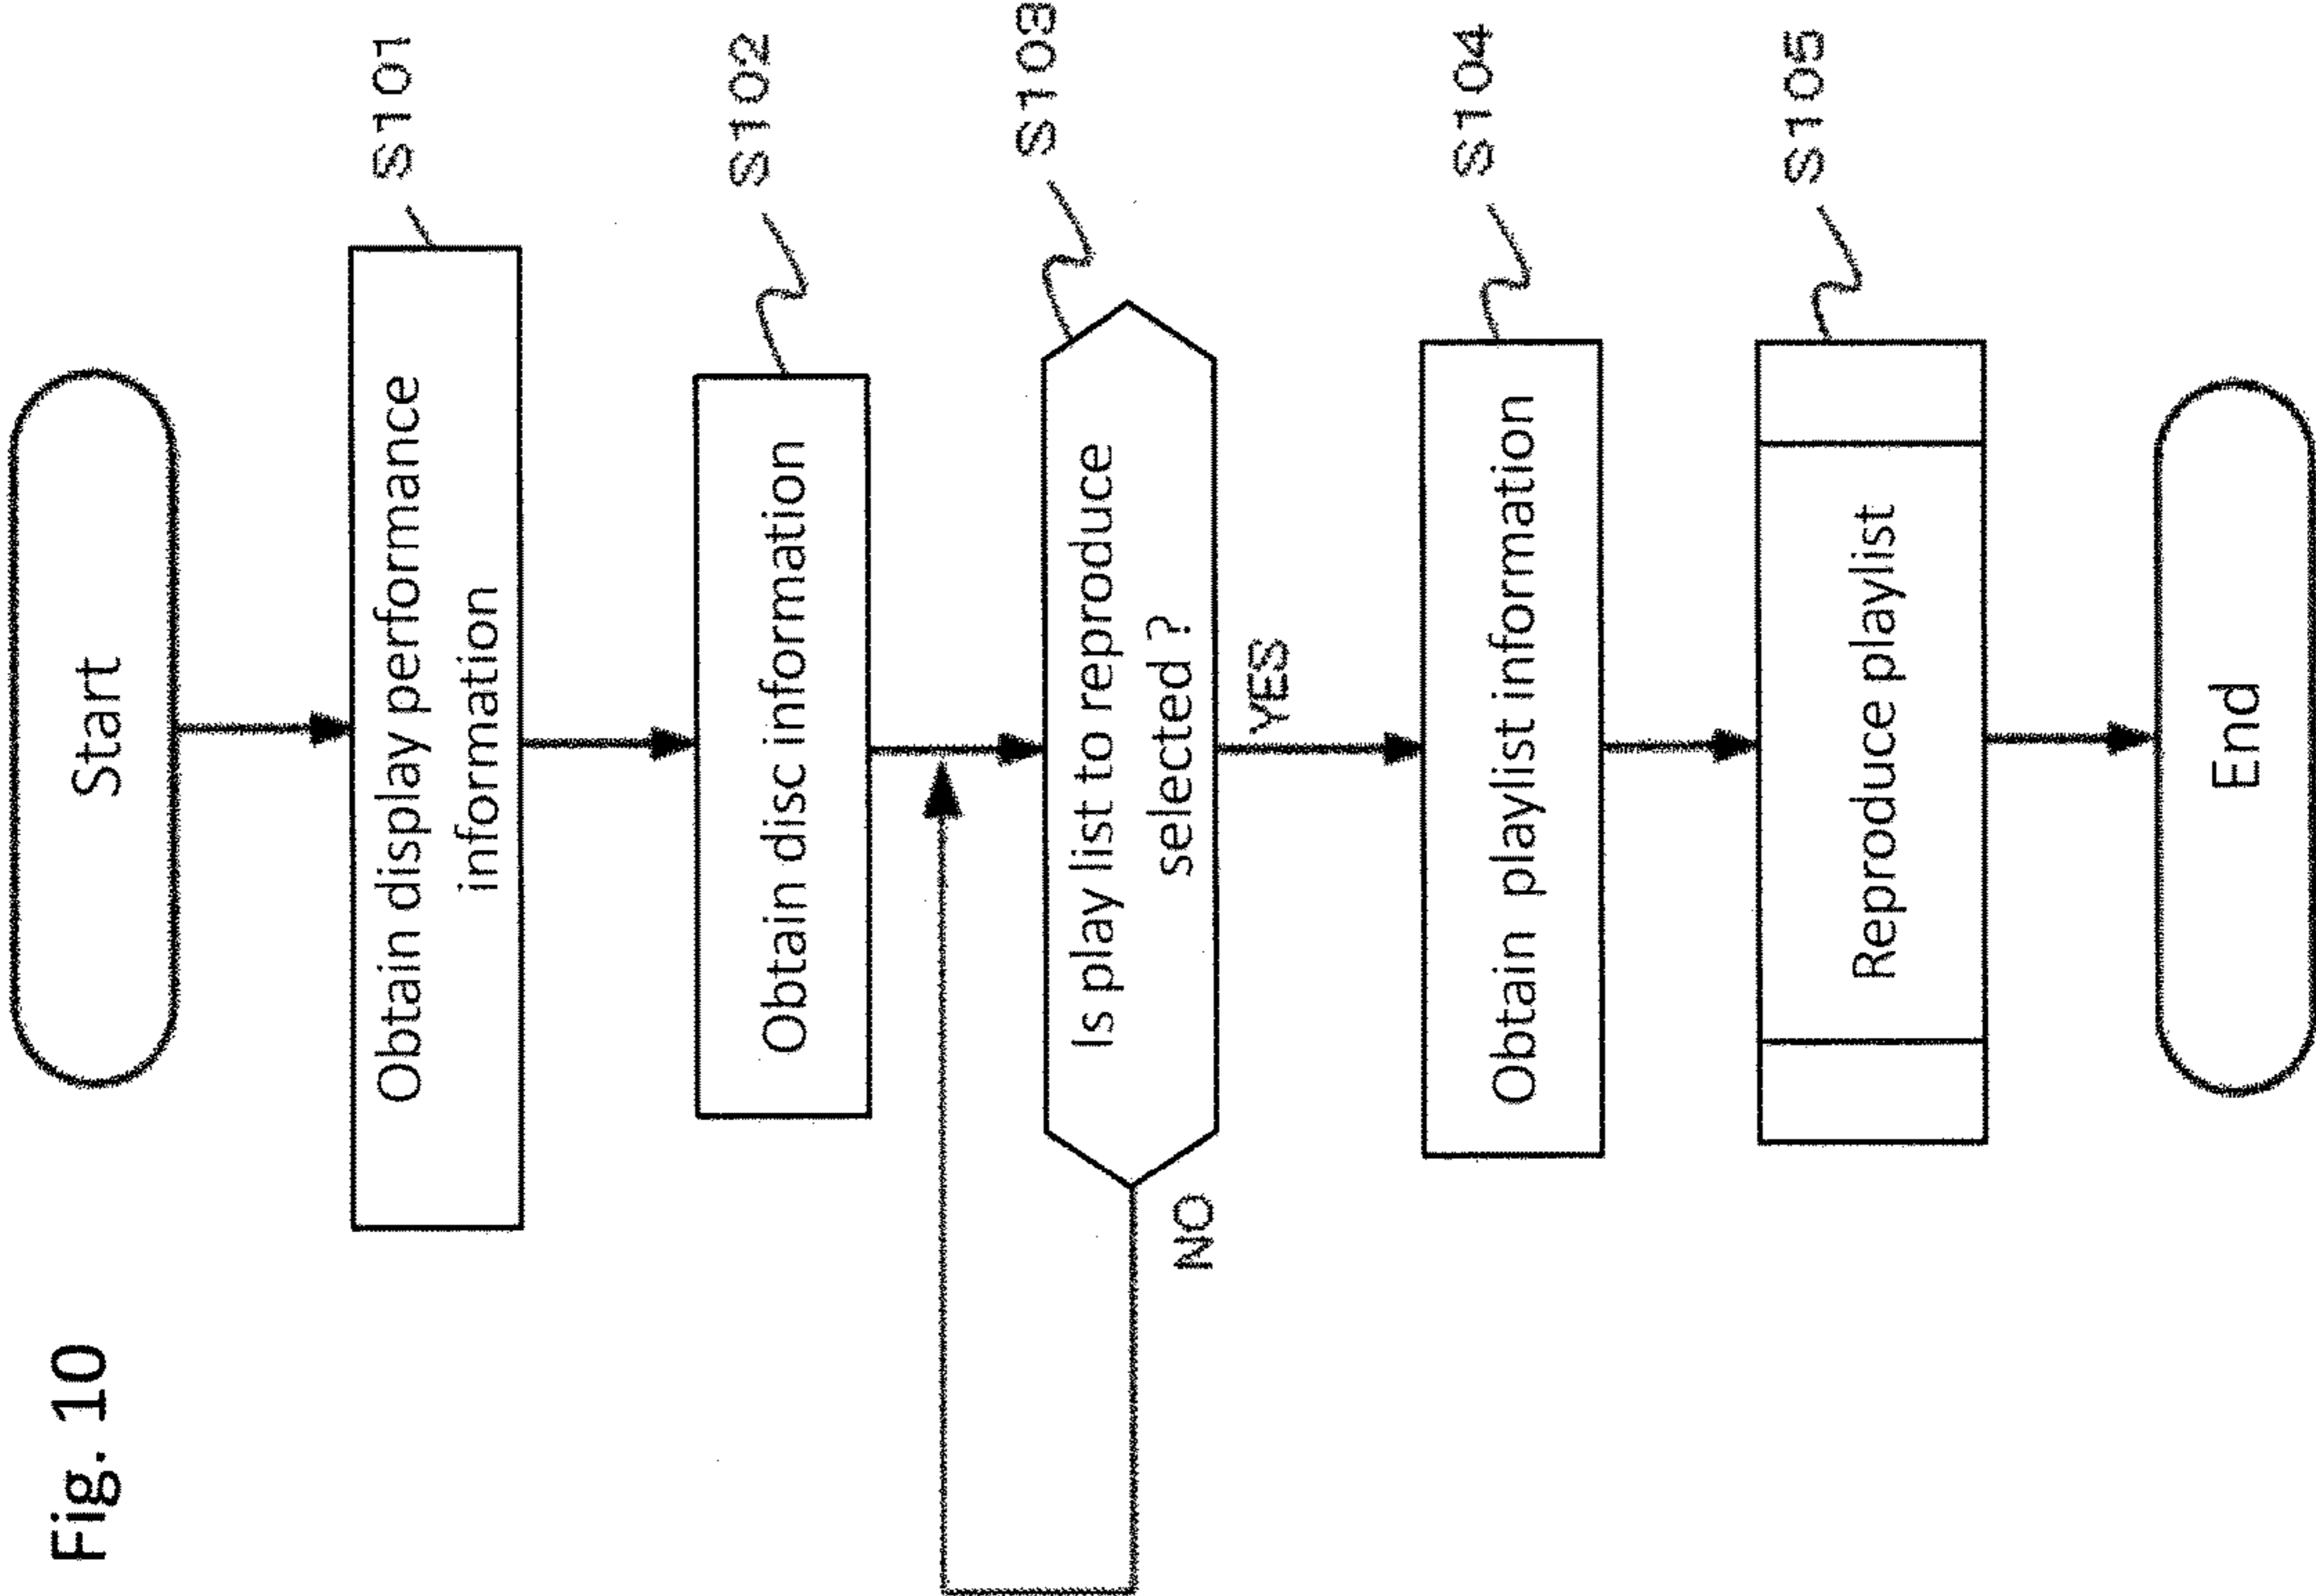 Fig. 10
Start
Obtain display performance
information
S101
Obtain disc information
S102
Is play list to reproduce
selected ?
S103
NO
YES
Obtain playlist information
S104
Reproduce playlist
S105
End